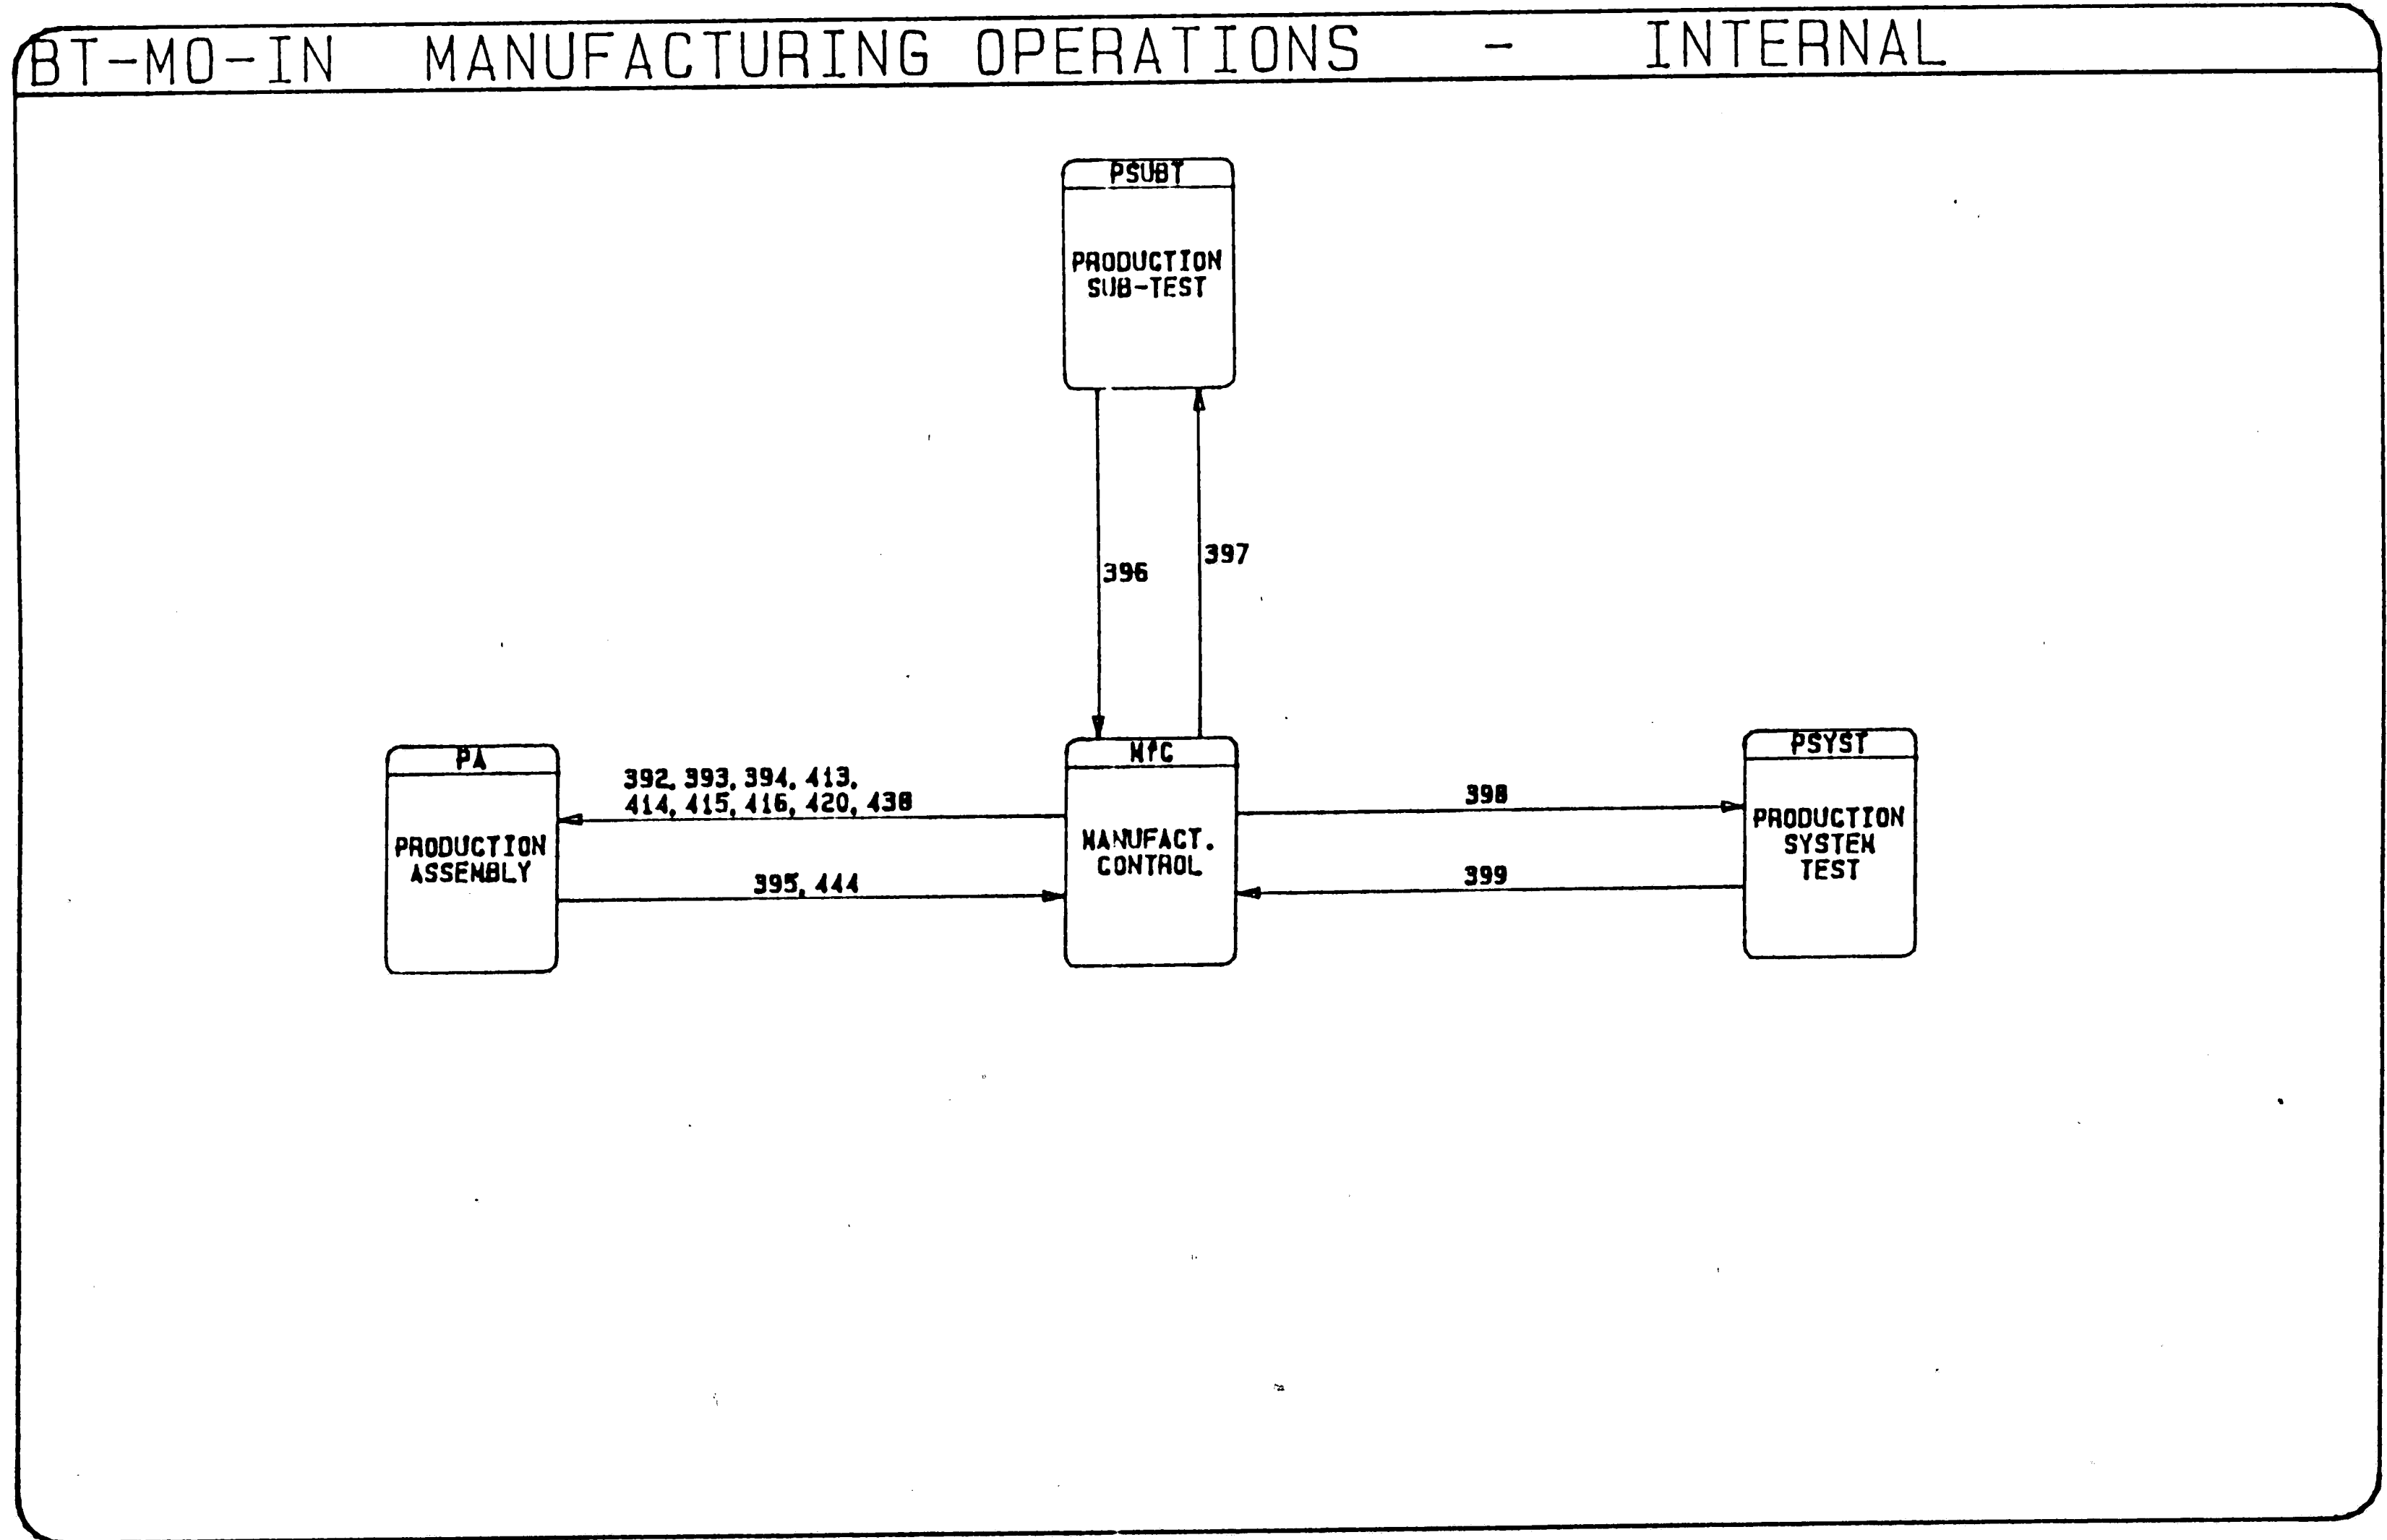 BT-MO-IN MANUFACTURING OPERATIONS - INTERNAL
PSUBT
PRODUCTION
SUB-TEST
396
397
PA
PRODUCTION
ASSEMBLY
392, 393, 394, 413,
414, 415, 416, 420, 438
395, 444
MfC
MANUFACT.
CONTROL
398
399
PSYST
PRODUCTION
SYSTEM
TEST